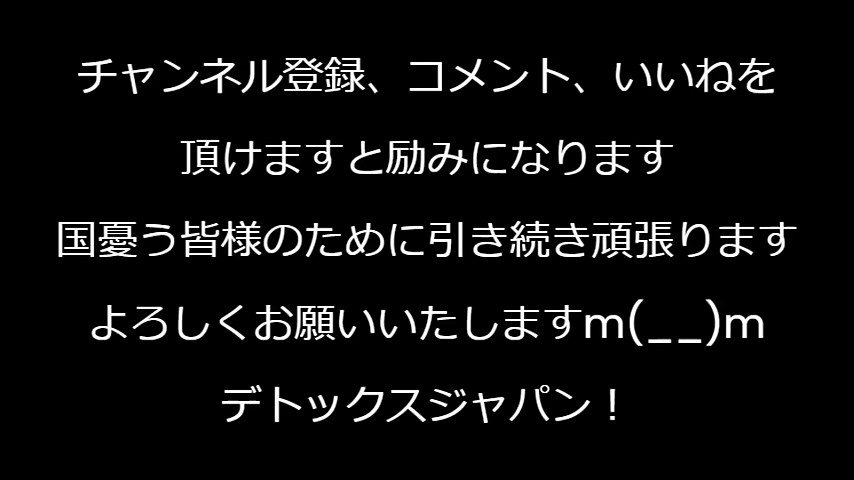 チャンネル登録、コメント、いいねを
頂けますと励みになります
国憂う皆様のために引き続き頑張ります
よろしくお願いいたしますm(__)m
デトックスジャパン！